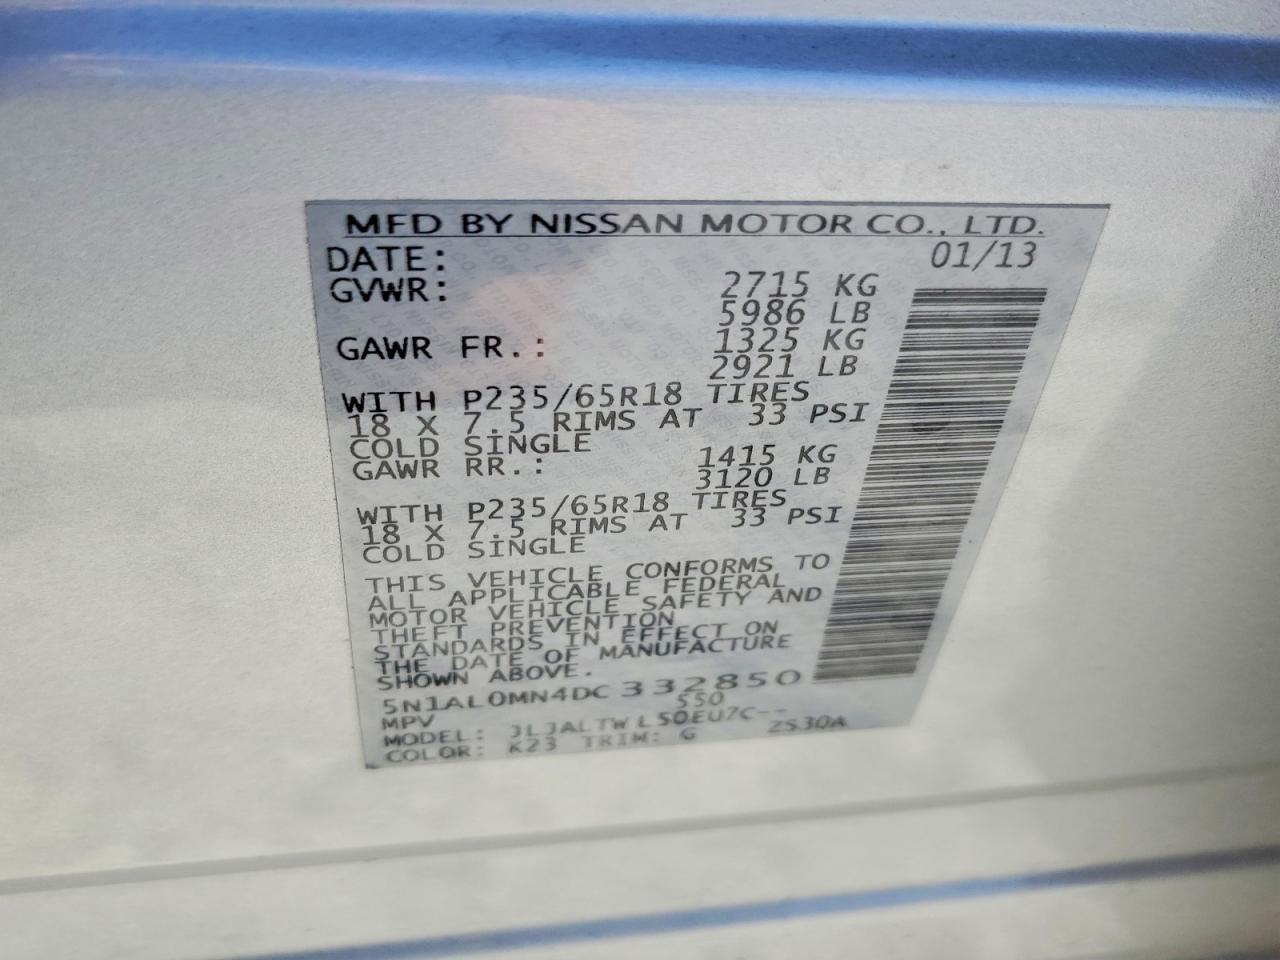 MFD BY NISSAN MOTOR CO., LTD.
DATE: 01/13
GVWR: 2715 KG
5986 LB
GAWR FR.: 1325 KG
2921 LB
WITH P235/65R18 TIRES
18 X 7.5 RIMS AT 33 PSI
COLD SINGLE
GAWR RR.: 1415 KG
3120 LB
WITH P235/65R18 TIRES
18 X 7.5 RIMS AT 33 PSI
COLD SINGLE
THIS VEHICLE CONFORMS TO
ALL APPLICABLE FEDERAL
MOTOR VEHICLE SAFETY AND
THEFT PREVENTION
STANDARDS IN EFFECT ON
THE DATE OF MANUFACTURE
SHOWN ABOVE.
5N1AL0MN4DC332850
MPV S50
MODEL: JLJALTWL50EU7C--
COLOR: K23 TRIM: G ZS30A